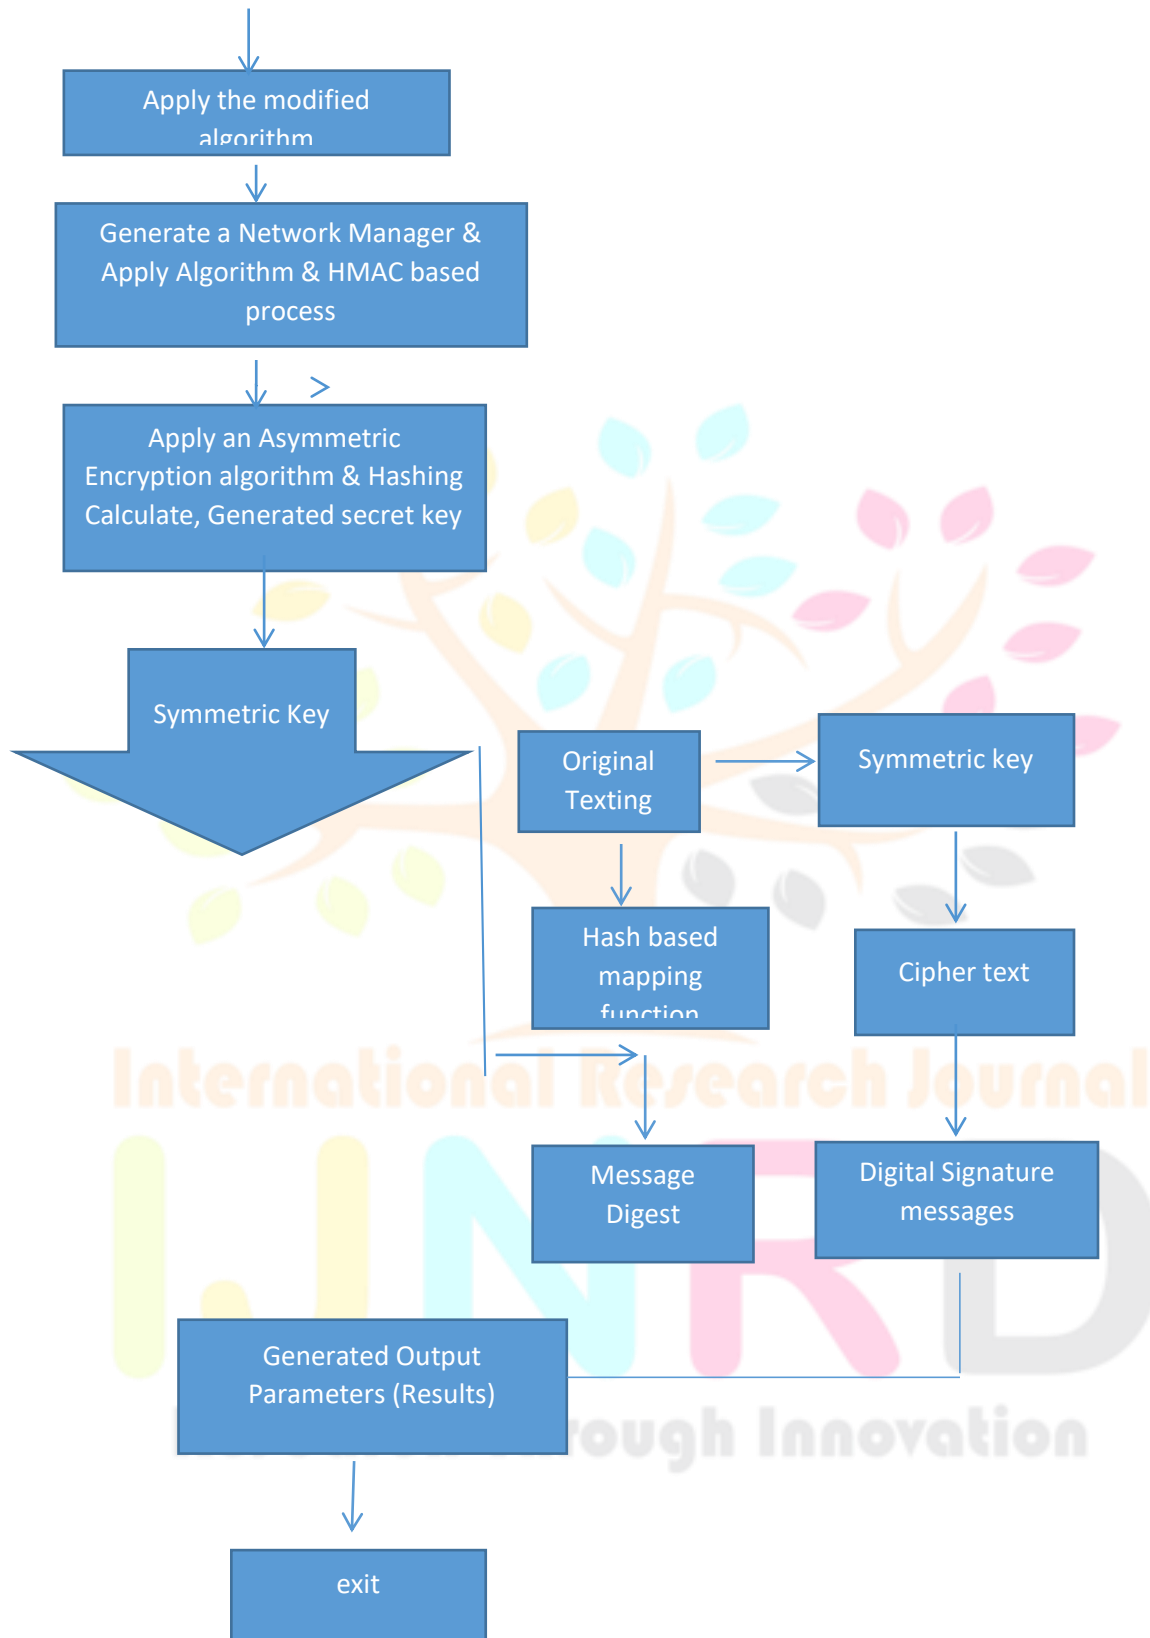 Apply the modified
algorithm
Generate a Network Manager &
Apply Algorithm & HMAC based
process
Apply an Asymmetric
Encryption algorithm & Hashing
Calculate, Generated secret key
Symmetric Key
Original
Texting
Symmetric key
Hash based
mapping
function
Cipher text
International Research Journal
IJNRD
Message
Digest
Digital Signature
messages
Generated Output
Parameters (Results)
rough Innovation
exit